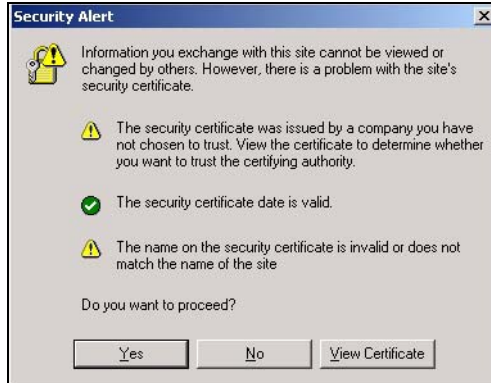 Security Alert
Information you exchange with this site cannot be viewed or
changed by others. However, there is a problem with the site's
security certificate.
The security certificate was issued by a company you have
not chosen to trust. View the certificate to determine whether
you want to trust the certifying authority.
The security certificate date is valid.
The name on the security certificate is invalid or does not
match the name of the site
Do you want to proceed?
Yes No View Certificate